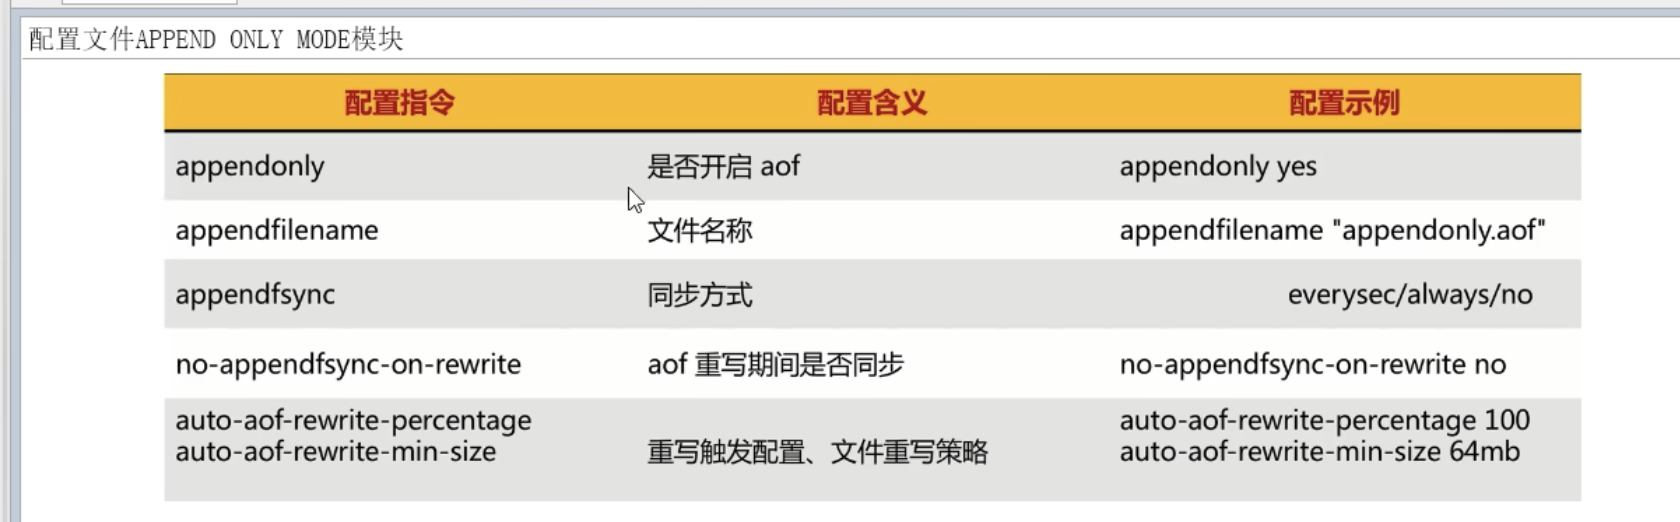 配置文件APPEND ONLY MODE模块
配置指令 配置含义 配置示例
appendonly 是否开启 aof appendonly yes
appendfilename 文件名称 appendfilename "appendonly.aof"
appendfsync 同步方式 everysec/always/no
no-appendfsync-on-rewrite aof 重写期间是否同步 no-appendfsync-on-rewrite no
auto-aof-rewrite-percentage auto-aof-rewrite-percentage 100
auto-aof-rewrite-min-size 重写触发配置、文件重写策略 auto-aof-rewrite-min-size 64mb